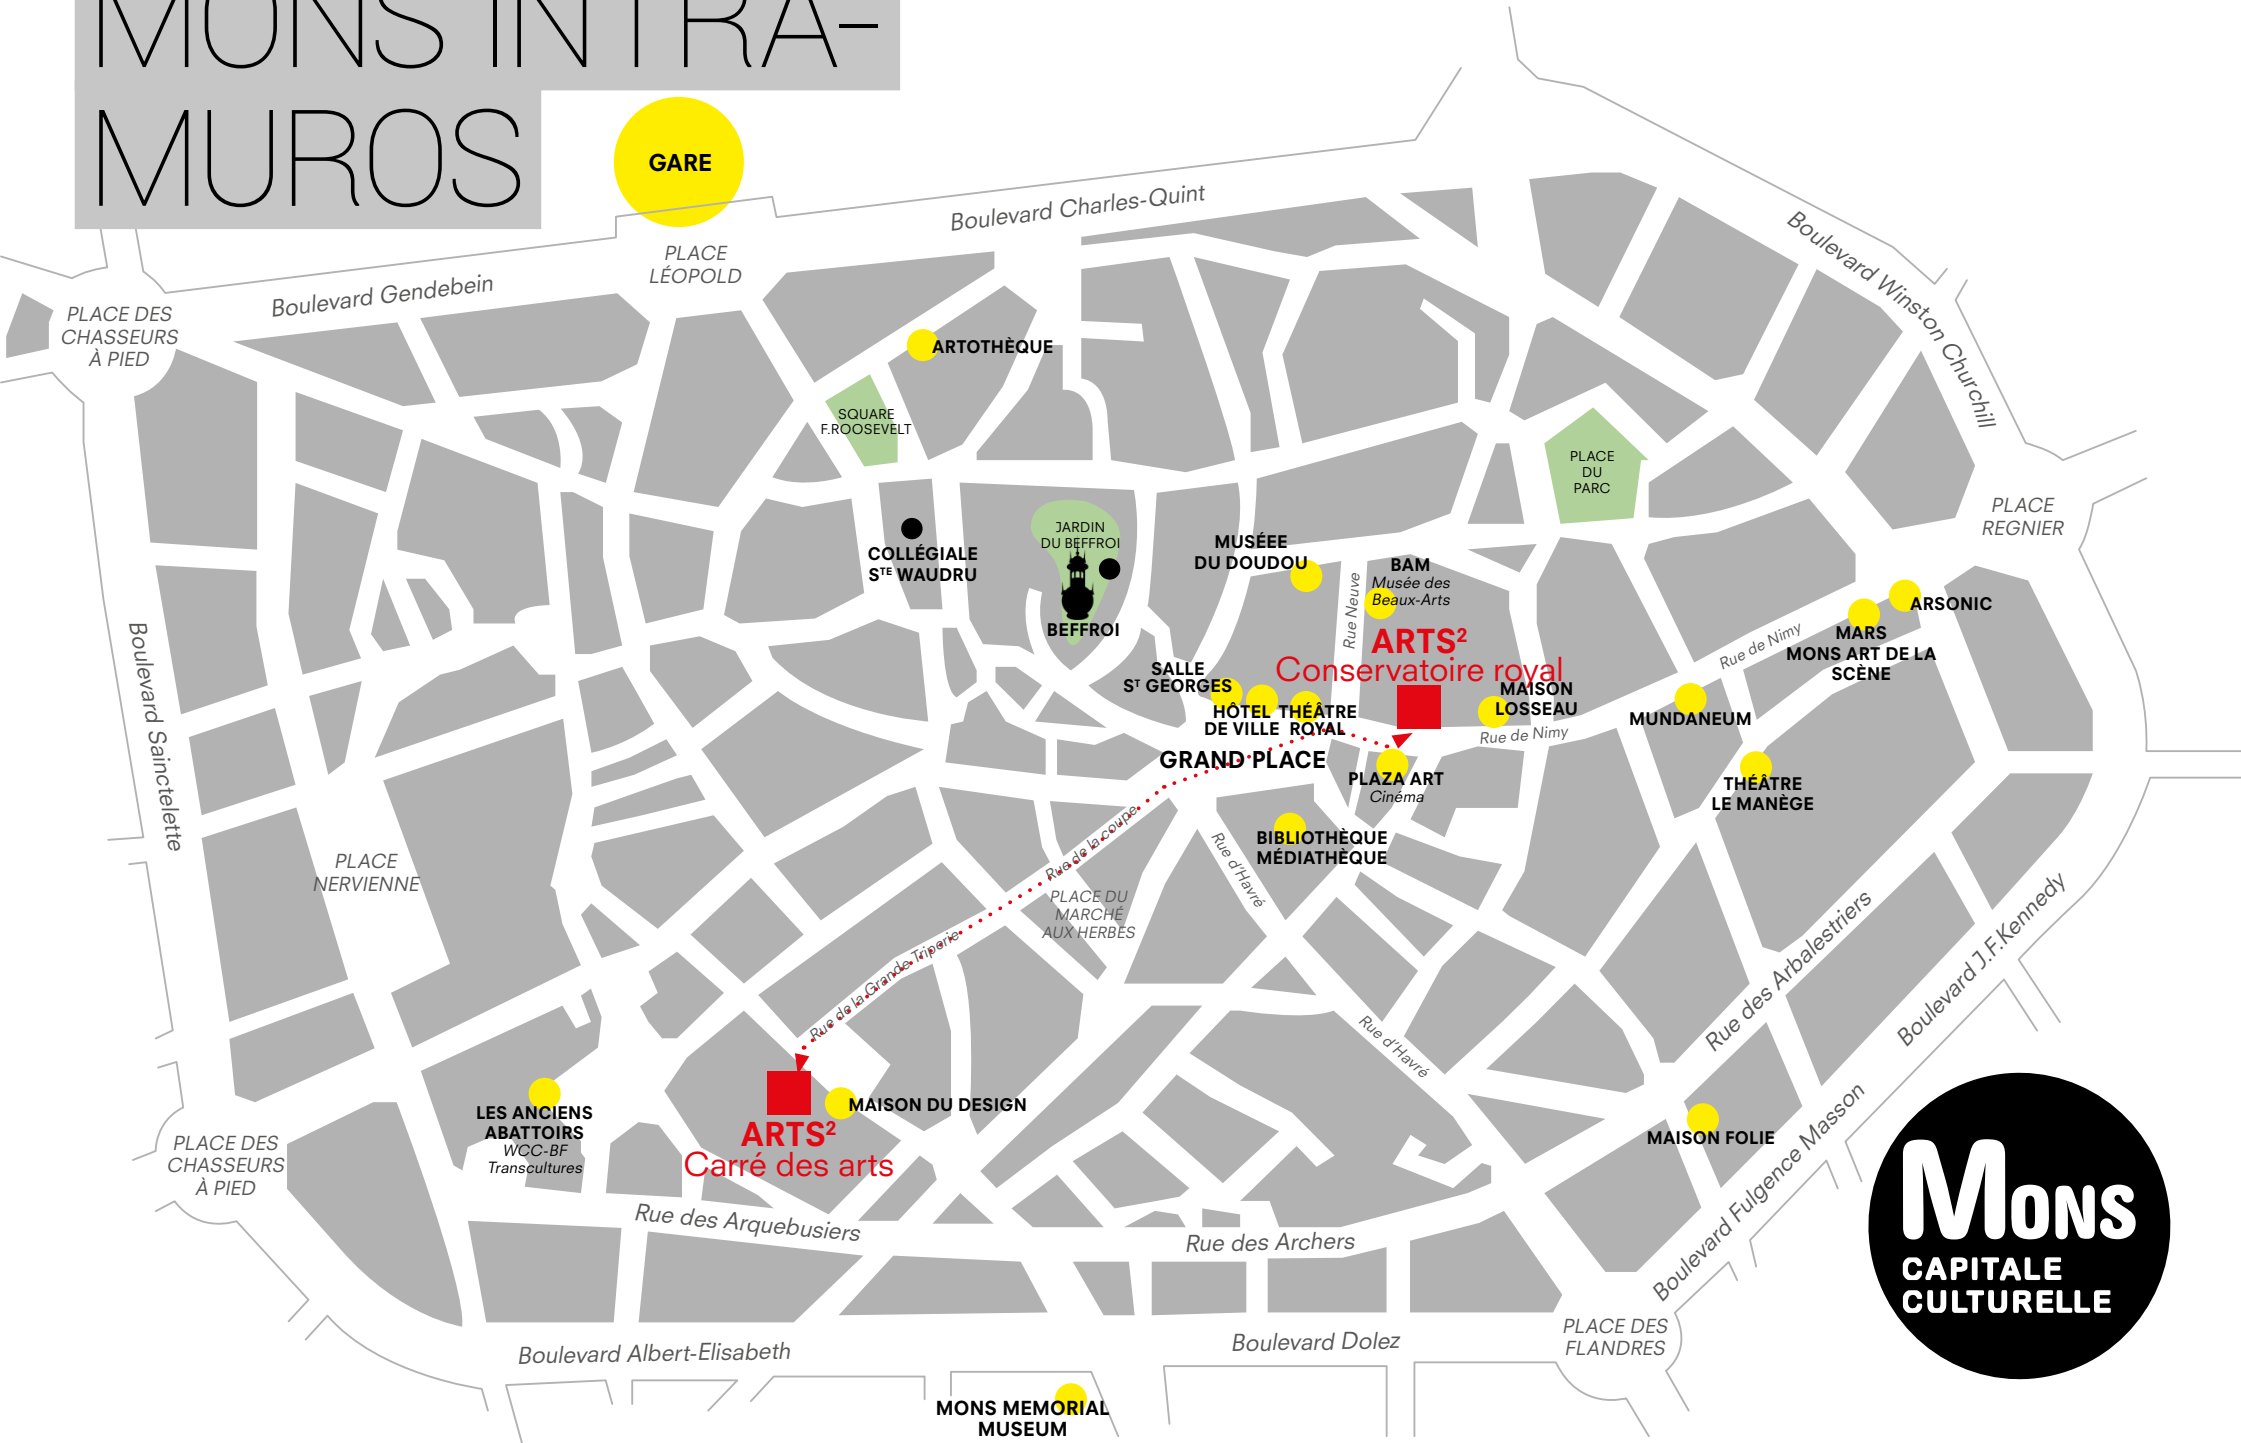 MONS INTRA-
MUROS
GARE
Boulevard Charles-Quint
PLACE
LÉOPOLD
Boulevard Gendebein
PLACE DES
CHASSEURS
À PIED
Boulevard Winston Churchill
ARTOTHÈQUE
SQUARE
F.ROOSEVELT
PLACE
DU
PARC
PLACE
REGNIER
COLLÉGIALE
STE WAUDRU
JARDIN
DU BEFFROI
BEFFROI
MUSÉEE
DU DOUDOU
BAM
Musée des
Beaux-Arts
Rue Neuve
ARTS²
Conservatoire royal
ARSONIC
MARS
MONS ART DE LA
SCÈNE
Rue de Nimy
SALLE
ST GEORGES
HÔTEL
DE VILLE
THÉÂTRE
ROYAL
MAISON
LOSSEAU
Rue de Nimy
MUNDANEUM
GRAND PLACE
PLAZA ART
Cinéma
THÉÂTRE
LE MANÈGE
Boulevard Sainctelette
PLACE
NERVIENNE
Rue de la coupe
Rue d'Havré
BIBLIOTHÈQUE
MÉDIATHÈQUE
PLACE DU
MARCHÉ
AUX HERBES
Rue de la Grande Triperie
Rue d'Havré
Rue des Arbalestriers
Boulevard J.F.Kennedy
LES ANCIENS
ABATTOIRS
WCC-BF
Transcultures
MAISON DU DESIGN
ARTS²
Carré des arts
MAISON FOLIE
PLACE DES
CHASSEURS
À PIED
Rue des Arquebusiers
Rue des Archers
Boulevard Fulgence Masson
MONS
CAPITALE
CULTURELLE
PLACE DES
FLANDRES
Boulevard Albert-Elisabeth
Boulevard Dolez
MONS MEMORIAL
MUSEUM